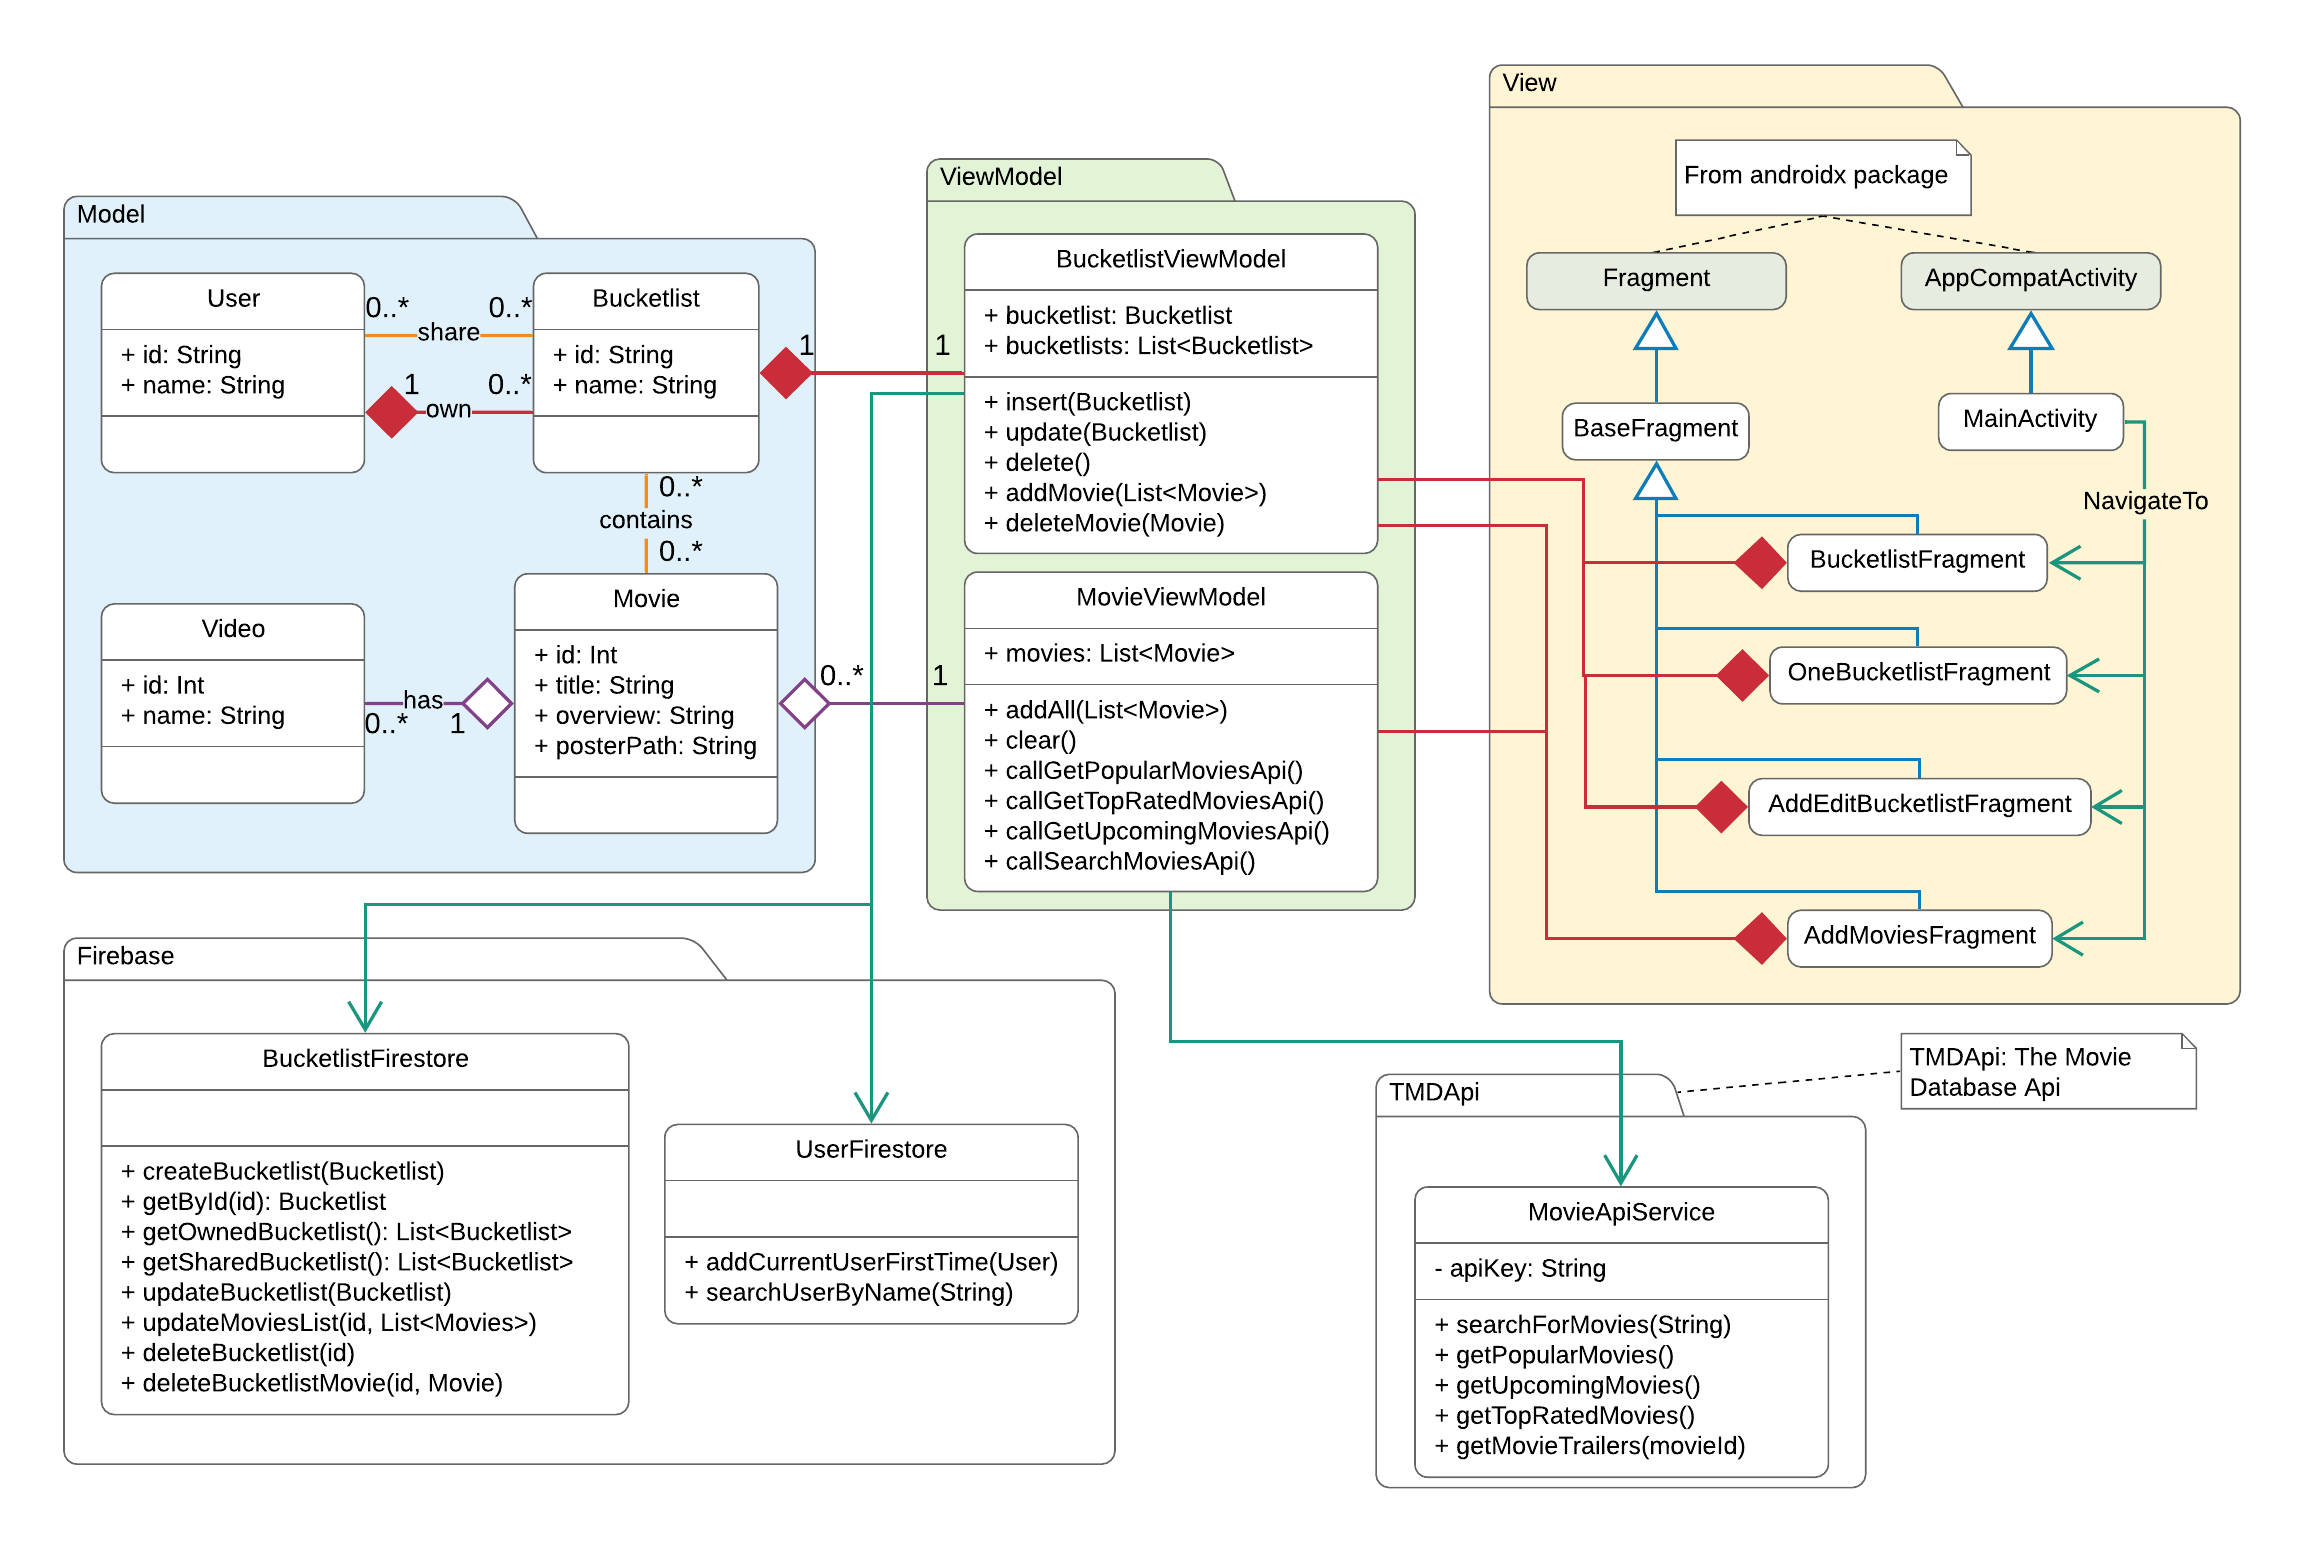 Model
User
+ id: String
+ name: String
0..*
share
0..*
1
own
0..*
Bucketlist
+ id: String
+ name: String
0..*
contains
0..*
Video
+ id: Int
+ name: String
0..*
has
1
Movie
+ id: Int
+ title: String
+ overview: String
+ posterPath: String
1
1
0..*
1
ViewModel
BucketlistViewModel
+ bucketlist: Bucketlist
+ bucketlists: List<Bucketlist>
+ insert(Bucketlist)
+ update(Bucketlist)
+ delete()
+ addMovie(List<Movie>)
+ deleteMovie(Movie)
MovieViewModel
+ movies: List<Movie>
+ addAll(List<Movie>)
+ clear()
+ callGetPopularMoviesApi()
+ callGetTopRatedMoviesApi()
+ callGetUpcomingMoviesApi()
+ callSearchMoviesApi()
View
From androidx package
Fragment
AppCompatActivity
BaseFragment
MainActivity
NavigateTo
BucketlistFragment
OneBucketlistFragment
AddEditBucketlistFragment
AddMoviesFragment
Firebase
BucketlistFirestore
+ createBucketlist(Bucketlist)
+ getById(id): Bucketlist
+ getOwnedBucketlist(): List<Bucketlist>
+ getSharedBucketlist(): List<Bucketlist>
+ updateBucketlist(Bucketlist)
+ updateMoviesList(id, List<Movies>)
+ deleteBucketlist(id)
+ deleteBucketlistMovie(id, Movie)
UserFirestore
+ addCurrentUserFirstTime(User)
+ searchUserByName(String)
TMDApi
TMDApi: The Movie
Database Api
MovieApiService
- apiKey: String
+ searchForMovies(String)
+ getPopularMovies()
+ getUpcomingMovies()
+ getTopRatedMovies()
+ getMovieTrailers(movieId)